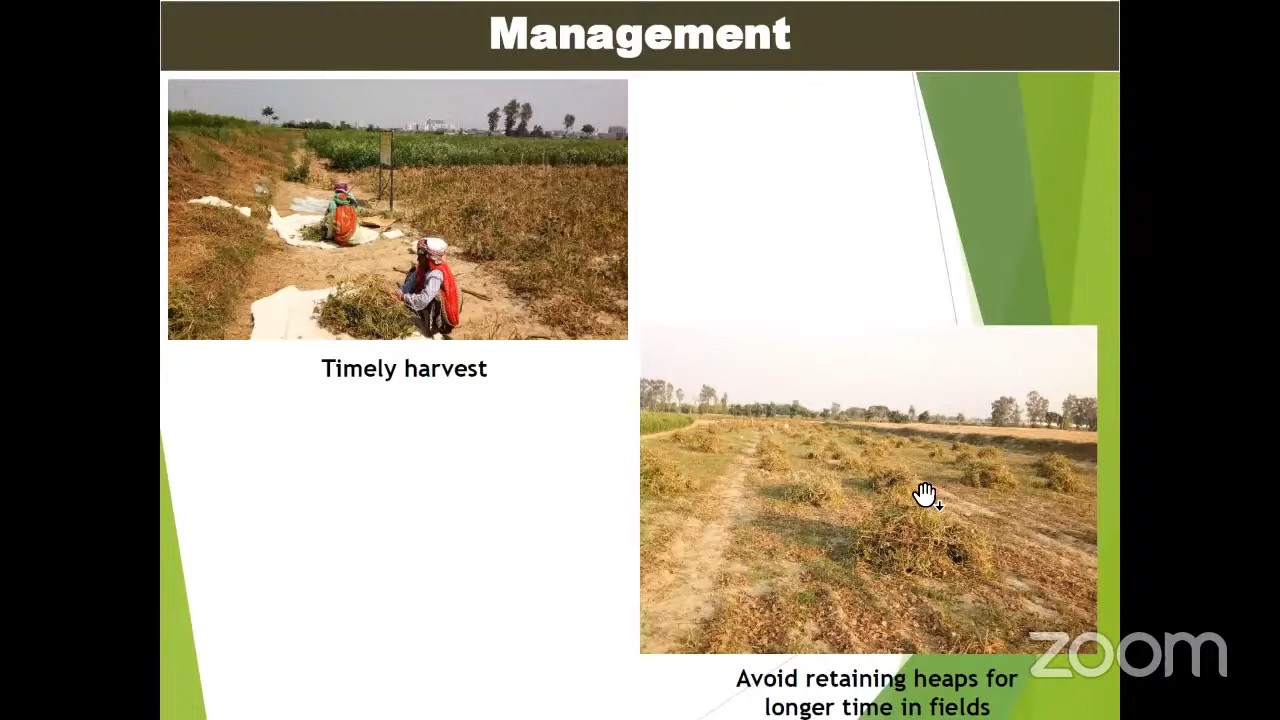 Management
Timely harvest
Avoid retaining heaps for
longer time in fields
zoom